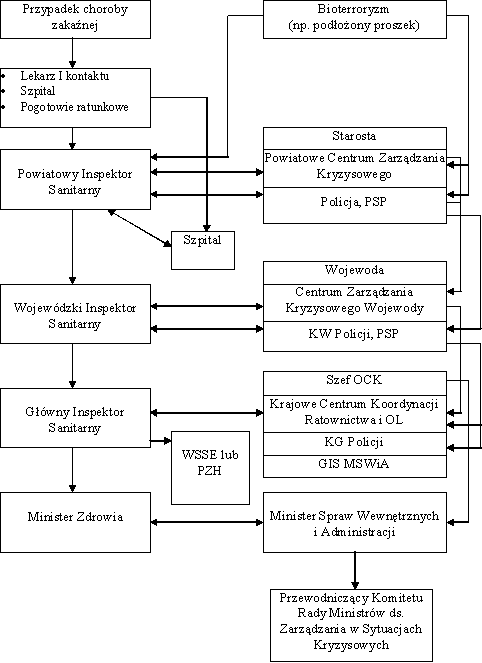 Przypadek choroby
zakaźnej
Bioterroryzm
(np. podłożony proszek)
• Lekarz I kontaktu
• Szpital
• Pogotowie ratunkowe
Starosta
Powiatowy Inspektor
Sanitarny
Powiatowe Centrum Zarządzania
Kryzysowego
Policja, PSP
Szpital
Wojewoda
Wojewódzki Inspektor
Sanitarny
Centrum Zarządzania
Kryzysowego Wojewody
KW Policji, PSP
Szef OCK
Główny Inspektor
Sanitarny
Krajowe Centrum Koordynacji
Ratownictwa i OL
KG Policji
GIS MSWiA
WSSE lub
PZH
Minister Zdrowia
Minister Spraw Wewnętrznych
i Administracji
Przewodniczący Komitetu
Rady Ministrów ds.
Zarządzania w Sytuacjach
Kryzysowych